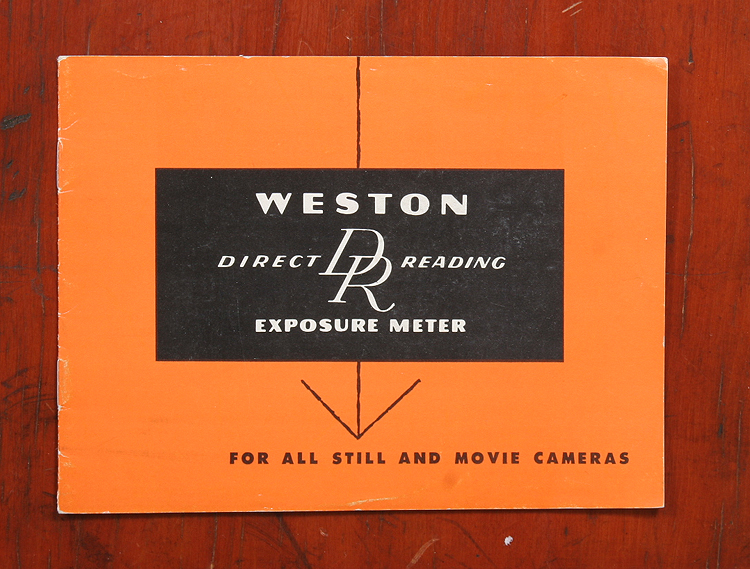 WESTON
DIRECT DR READING
EXPOSURE METER
FOR ALL STILL AND MOVIE CAMERAS